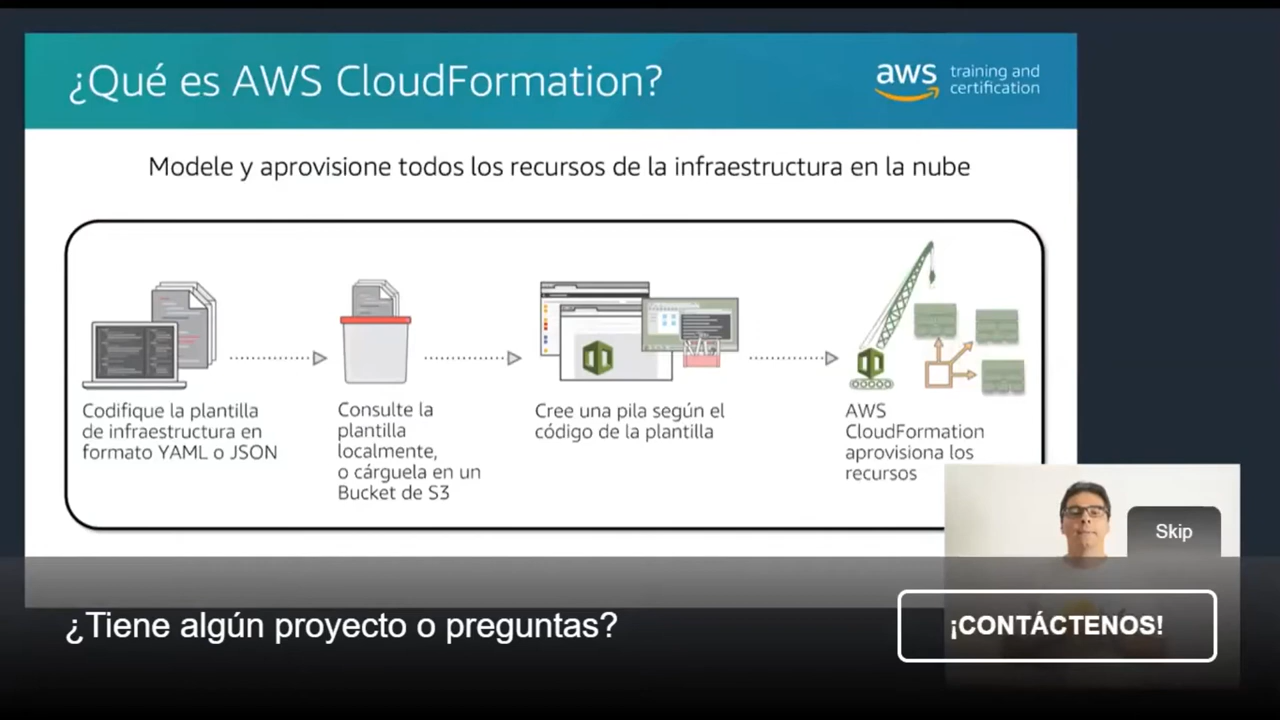 ¿Qué es AWS CloudFormation?
aws training and
certification
Modele y aprovisione todos los recursos de la infraestructura en la nube
Codifique la plantilla
de infraestructura en
formato YAML o JSON
Consulte la
plantilla
localmente,
o cárguela en un
Bucket de S3
Cree una pila según el
código de la plantilla
AWS
CloudFormation
aprovisiona los
recursos
Skip
¿Tiene algún proyecto o preguntas?
¡CONTÁCTENOS!